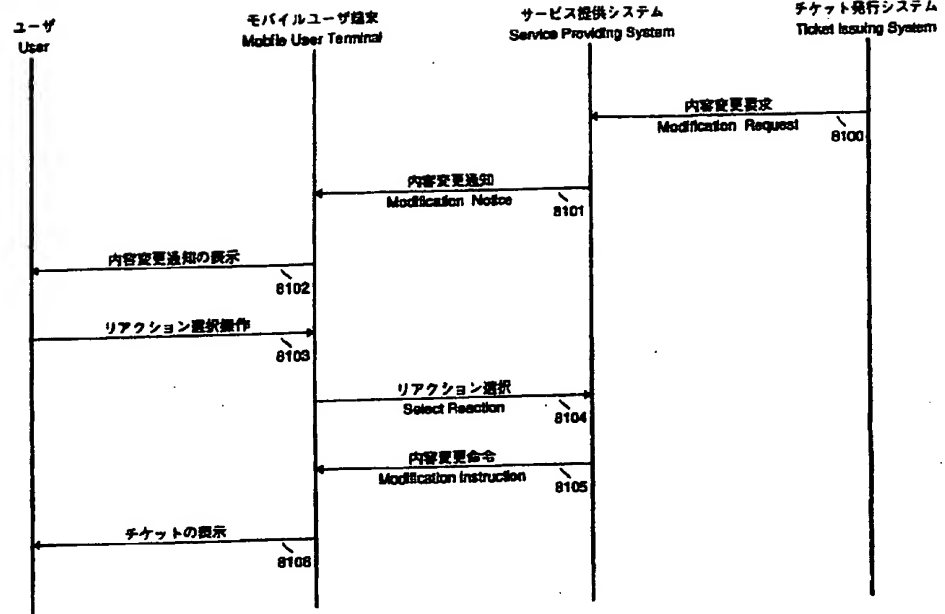 ユーザ
User
モバイルユーザ端末
Mobile User Terminal
サービス提供システム
Service Providing System
チケット発行システム
Ticket Issuing System
内容変更要求
Modification Request
8100
内容変更通知
Modification Notice
8101
内容変更通知の表示
8102
リアクション選択操作
8103
リアクション選択
Select Reaction
8104
内容変更命令
Modification Instruction
8105
チケットの表示
8106